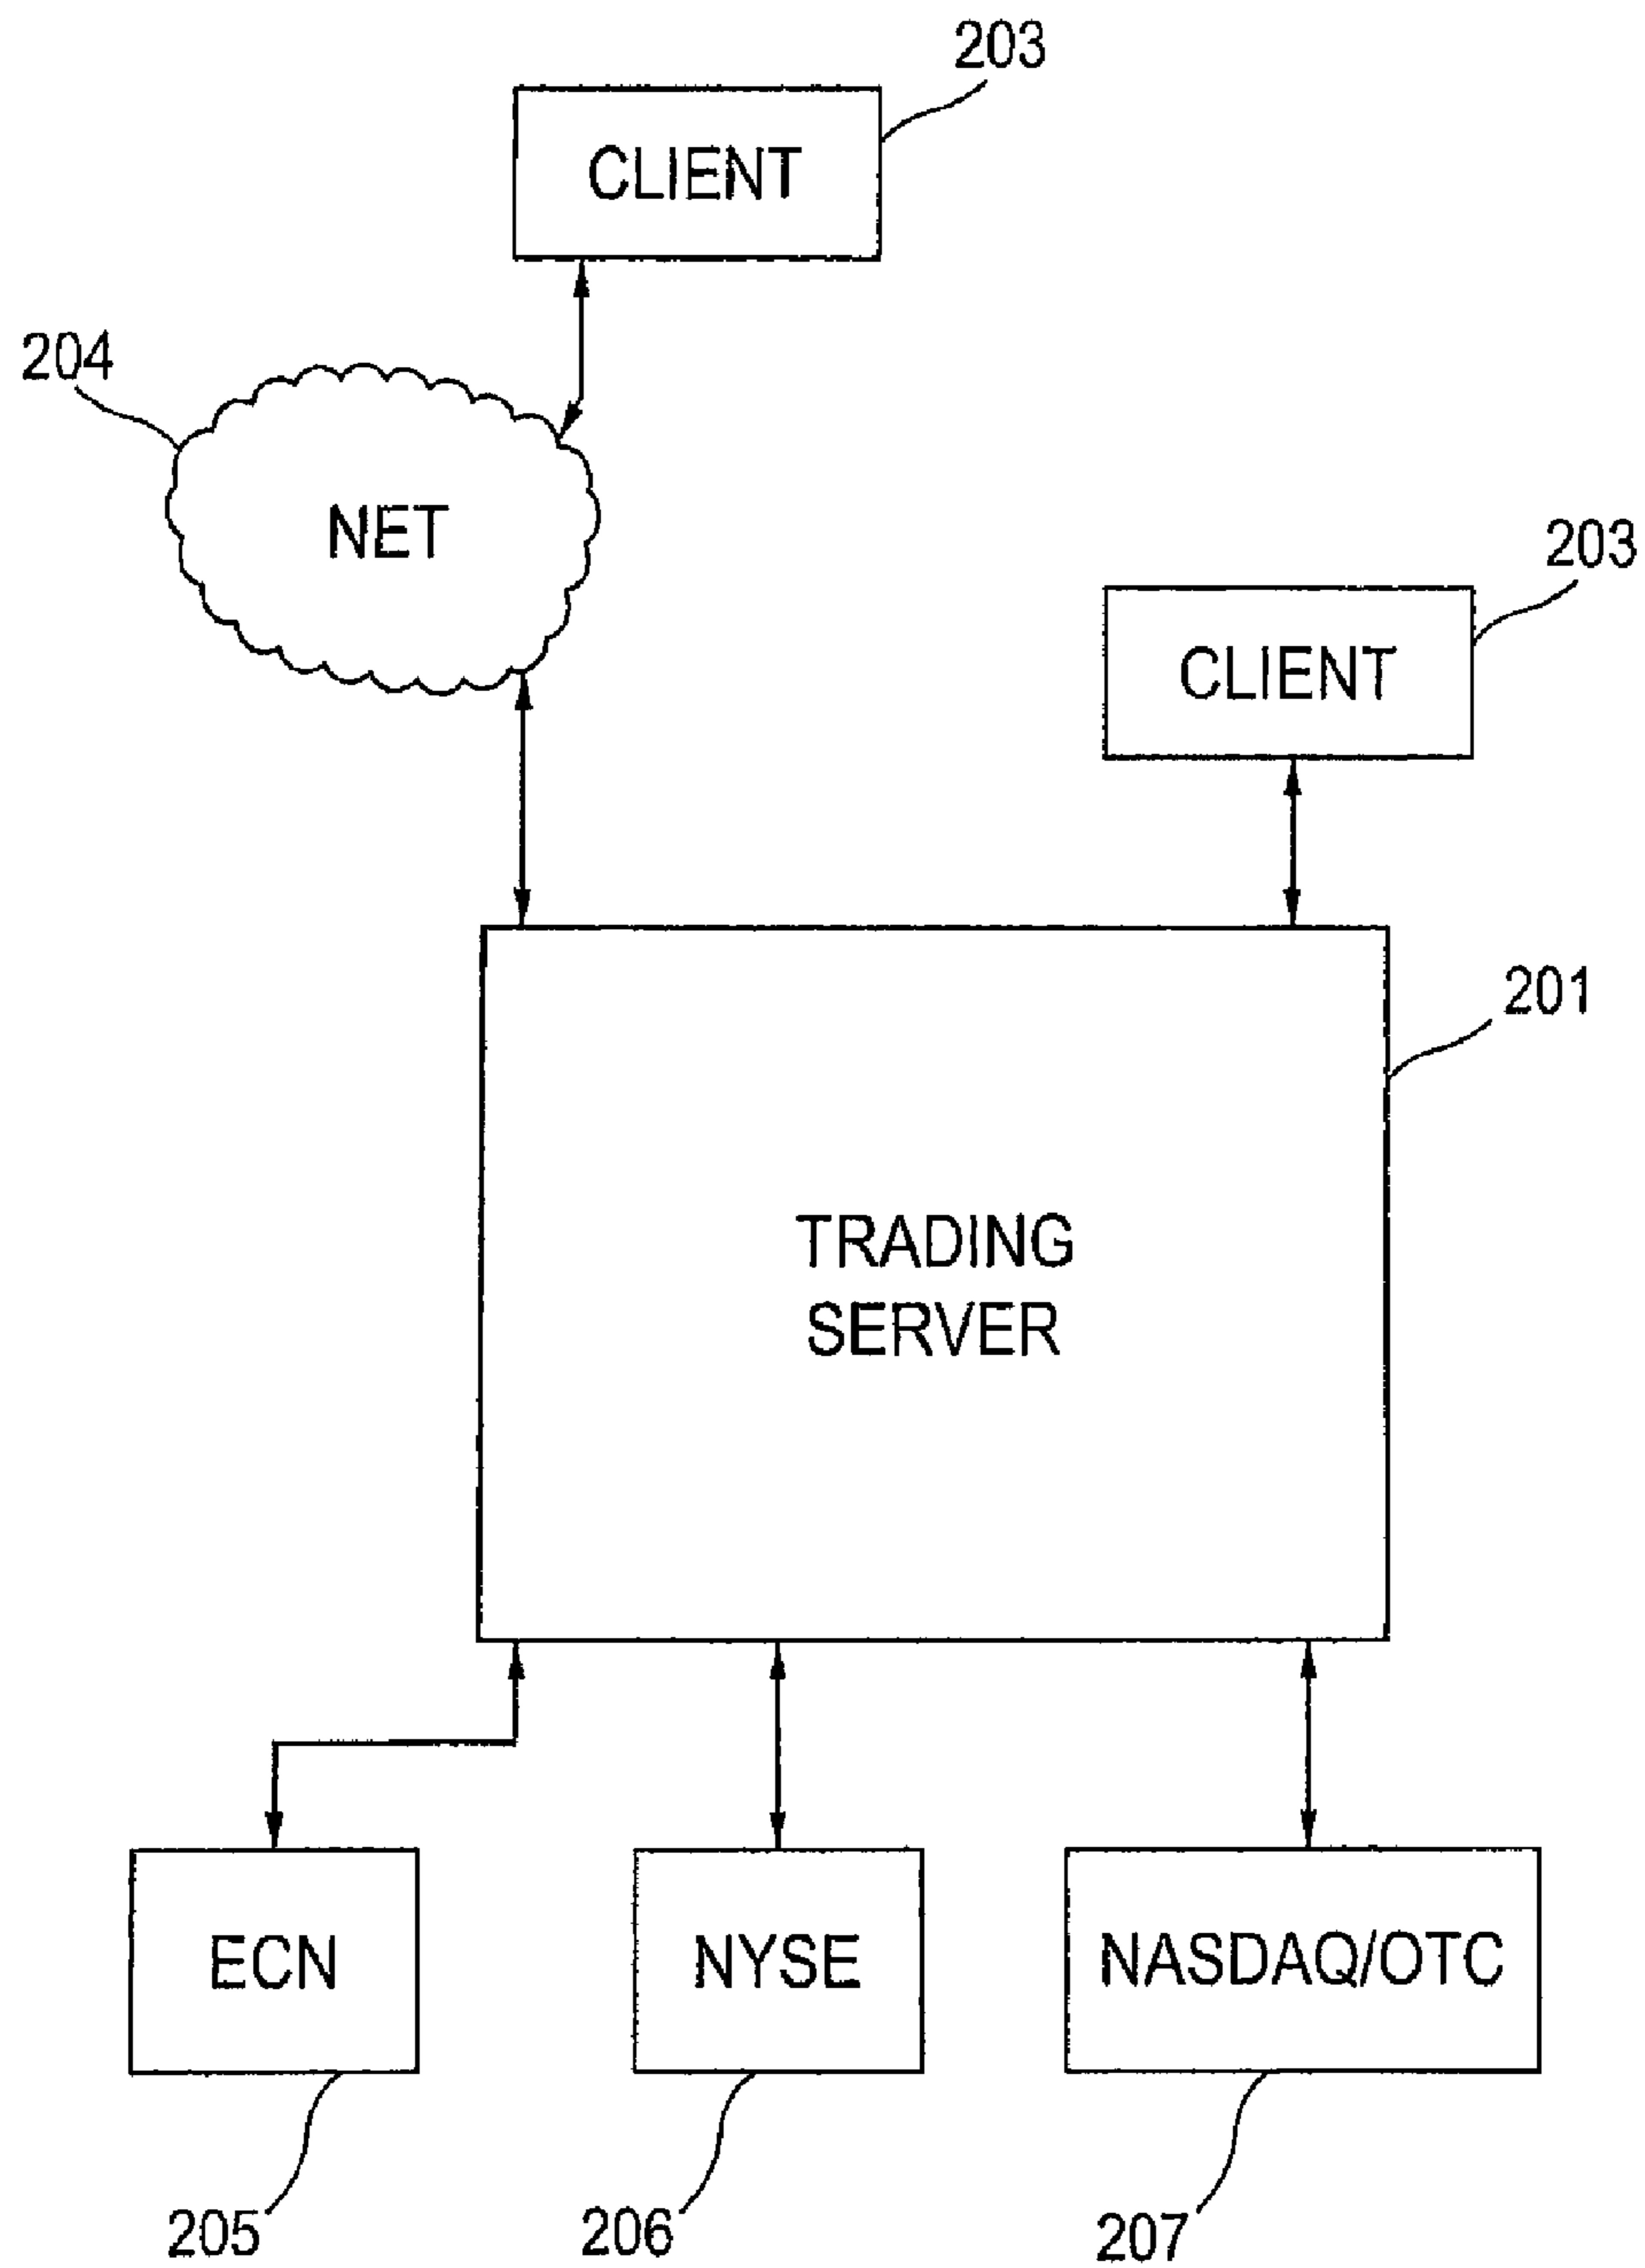 203
CLIENT
204
NET
203
CLIENT
201
TRADING
SERVER
ECN
NYSE
NASDAQ/OTC
205
206
207